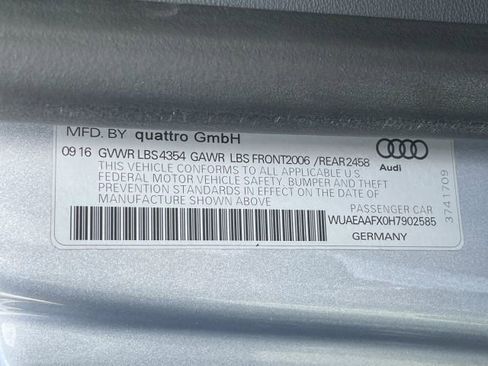 MFD. BY quattro GmbH
09 16 GVWR LBS 4354 GAWR LBS FRONT2006 /REAR2458
THIS VEHICLE CONFORMS TO ALL APPLICABLE U.S.
FEDERAL MOTOR VEHICLE SAFETY. BUMPER AND THEFT
PREVENTION STANDARDS IN EFFECT ON THE DATE OF
MANUFACTURE SHOWN ABOVE
Audi
PASSENGER CAR
WUAEAAFX0H7902585
GERMANY
3741709